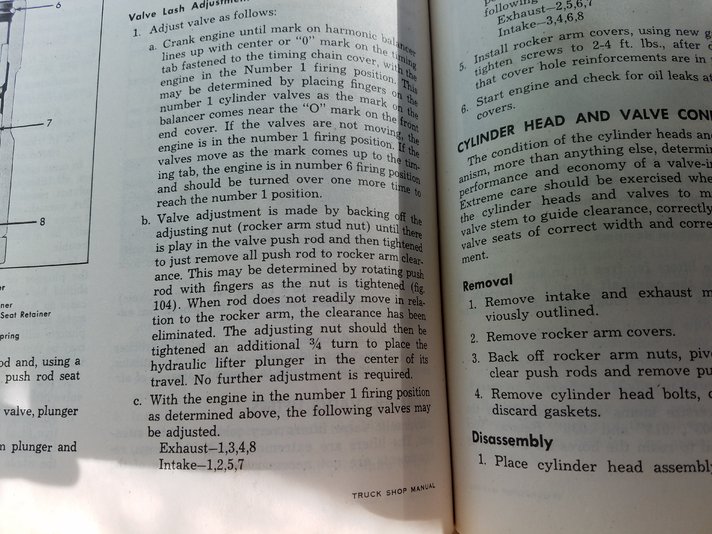 6
7
8
ner
Seat Retainer
pring
od and, using a
push rod seat
valve, plunger
plunger and
Valve Lash Adjustment
1. Adjust valve as follows:
a. Crank engine until mark on harmonic balancer
lines up with center or "0" mark on the timing
tab fastened to the timing chain cover, with the
engine in the Number 1 firing position. This
may be determined by placing fingers on the
number 1 cylinder valves as the mark on the
balancer comes near the "O" mark on the front
end cover. If the valves are not moving, the
engine is in the number 1 firing position. If the
valves move as the mark comes up to the tim-
ing tab, the engine is in number 6 firing position
and should be turned over one more time to
reach the number 1 position.
b. Valve adjustment is made by backing off the
adjusting nut (rocker arm stud nut) until there
is play in the valve push rod and then tightened
to just remove all push rod to rocker arm clear-
ance. This may be determined by rotating push
rod with fingers as the nut is tightened (fig.
104). When rod does not readily move in rela-
tion to the rocker arm, the clearance has been
eliminated. The adjusting nut should then be
tightened an additional ¾ turn to place the
hydraulic lifter plunger in the center of its
travel. No further adjustment is required.
c. With the engine in the number 1 firing position
as determined above, the following valves may
be adjusted.
Exhaust—1,3,4,8
Intake—1,2,5,7
TRUCK SHOP MANUAL
following
Exhaust—2,5,6,7
Intake—3,4,6,8
5. Install rocker arm covers, using new g
tighten screws to 2-4 ft. lbs., after
that cover hole reinforcements are in
6. Start engine and check for oil leaks at
covers.
CYLINDER HEAD AND VALVE CON
The condition of the cylinder heads and
anism, more than anything else, determin
performance and economy of a valve-i
Extreme care should be exercised whe
the cylinder heads and valves to m
valve stem to guide clearance, correctly
valve seats of correct width and corre
ment.
Removal
1. Remove intake and exhaust m
viously outlined.
2. Remove rocker arm covers.
3. Back off rocker arm nuts, piv
clear push rods and remove pu
4. Remove cylinder head bolts, c
discard gaskets.
Disassembly
1. Place cylinder head assembly